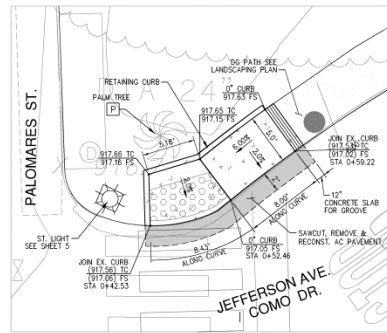 DG PATH SEE
LANDSCAPING PLAN
RETAINING CURB
0" CURB
917.63 FS
PALM TREE
P
A 24"
917.65 TC
917.15 FS
5.18'
6.00%
2.0%
5.0'
JOIN EX. CURB
(917.02) FS
STA 0+59.22
917.66 TC
917.16 FS
PALOMARES ST.
2'
8.00'
ALONG CURVE
12"
CONCRETE SLAB
FOR GROOVE
ST. LIGHT
SEE SHEET 5
0" CURB
917.05 FS
STA 0+52.46
SAWCUT, REMOVE &
RECONST. AC PAVEMENT
8.43'
ALONG CURVE
JOIN EX. CURB
(917.56) TC
(917.06) FS
STA 0+42.53
JEFFERSON AVE.
COMO DR.